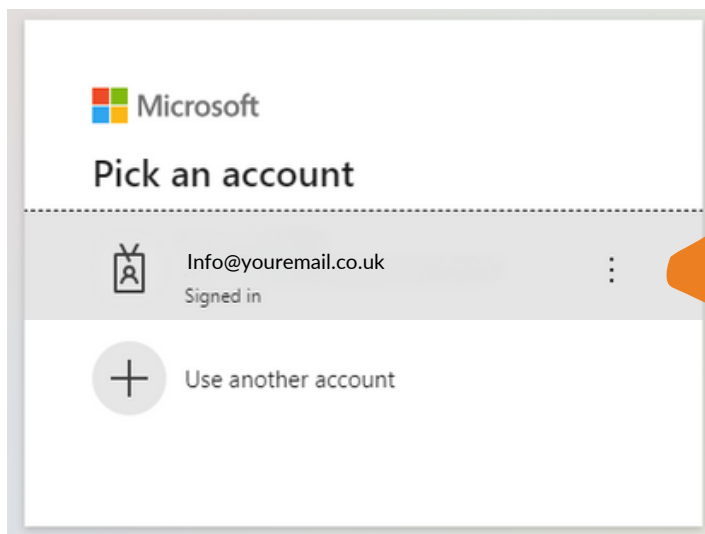 Microsoft
Pick an account
Info@youremail.co.uk
Signed in
Use another account